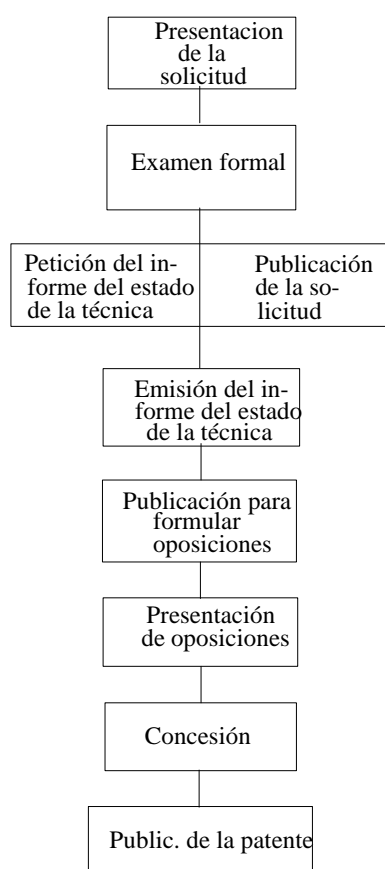 Presentacion
de la
solicitud
Examen formal
Petición del in-
forme del estado
de la técnica
Publicación
de la so-
licitud
Emisión del in-
forme del estado
de la técnica
Publicación para
formular
oposiciones
Presentación
de oposiciones
Concesión
Public. de la patente